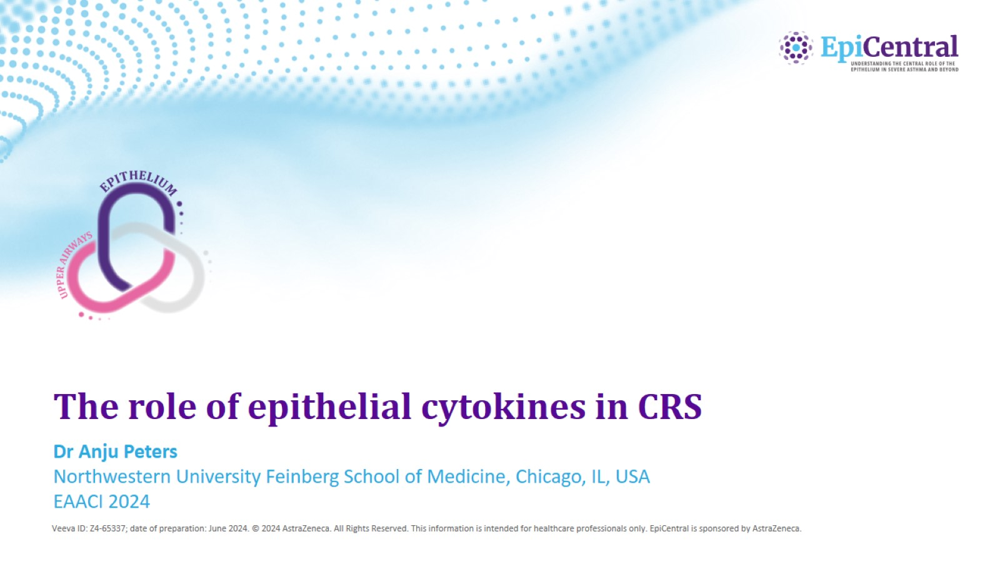 EpiCentral
UNDERSTANDING THE CENTRAL ROLE OF THE
EPITHELIUM IN SEVERE ASTHMA AND BEYOND
EPITHELIUM
UPPER AIRWAYS
The role of epithelial cytokines in CRS
Dr Anju Peters
Northwestern University Feinberg School of Medicine, Chicago, IL, USA
EAACI 2024
Veeva ID: Z4-65337; date of preparation: June 2024. © 2024 AstraZeneca. All Rights Reserved. This information is intended for healthcare professionals only. EpiCentral is sponsored by AstraZeneca.